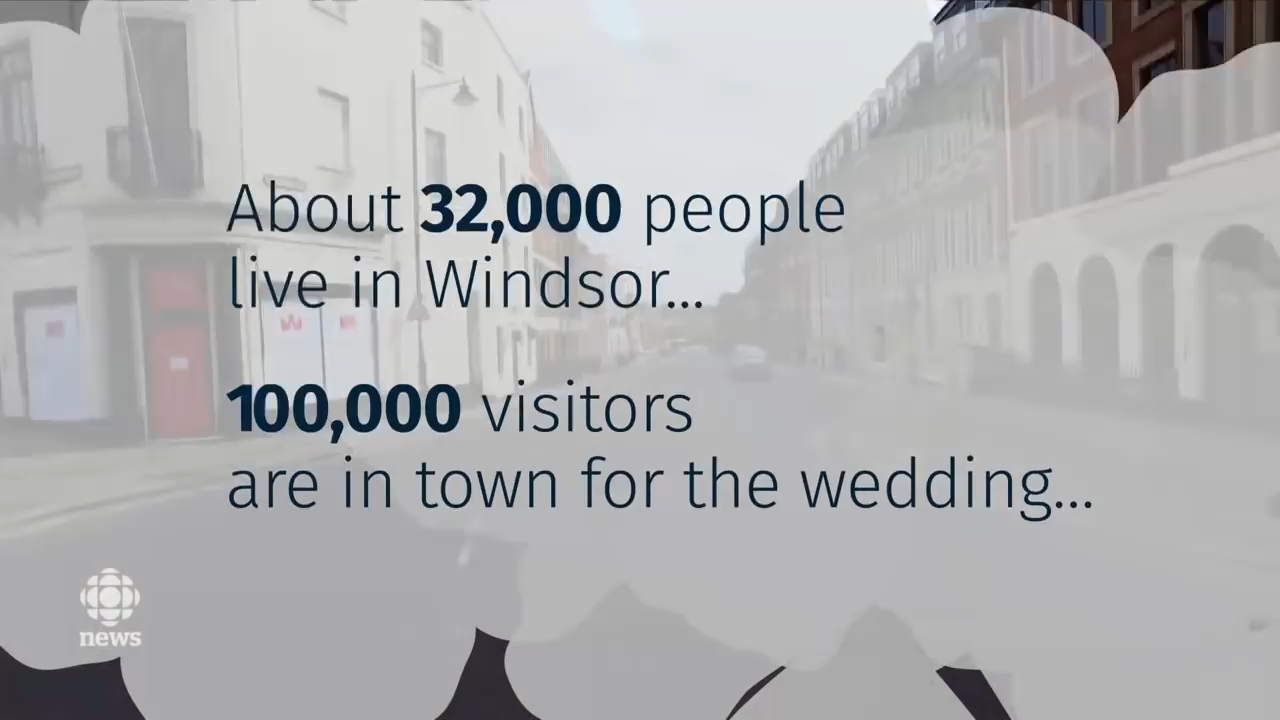 About 32,000 people
live in Windsor...
100,000 visitors
are in town for the wedding...
news